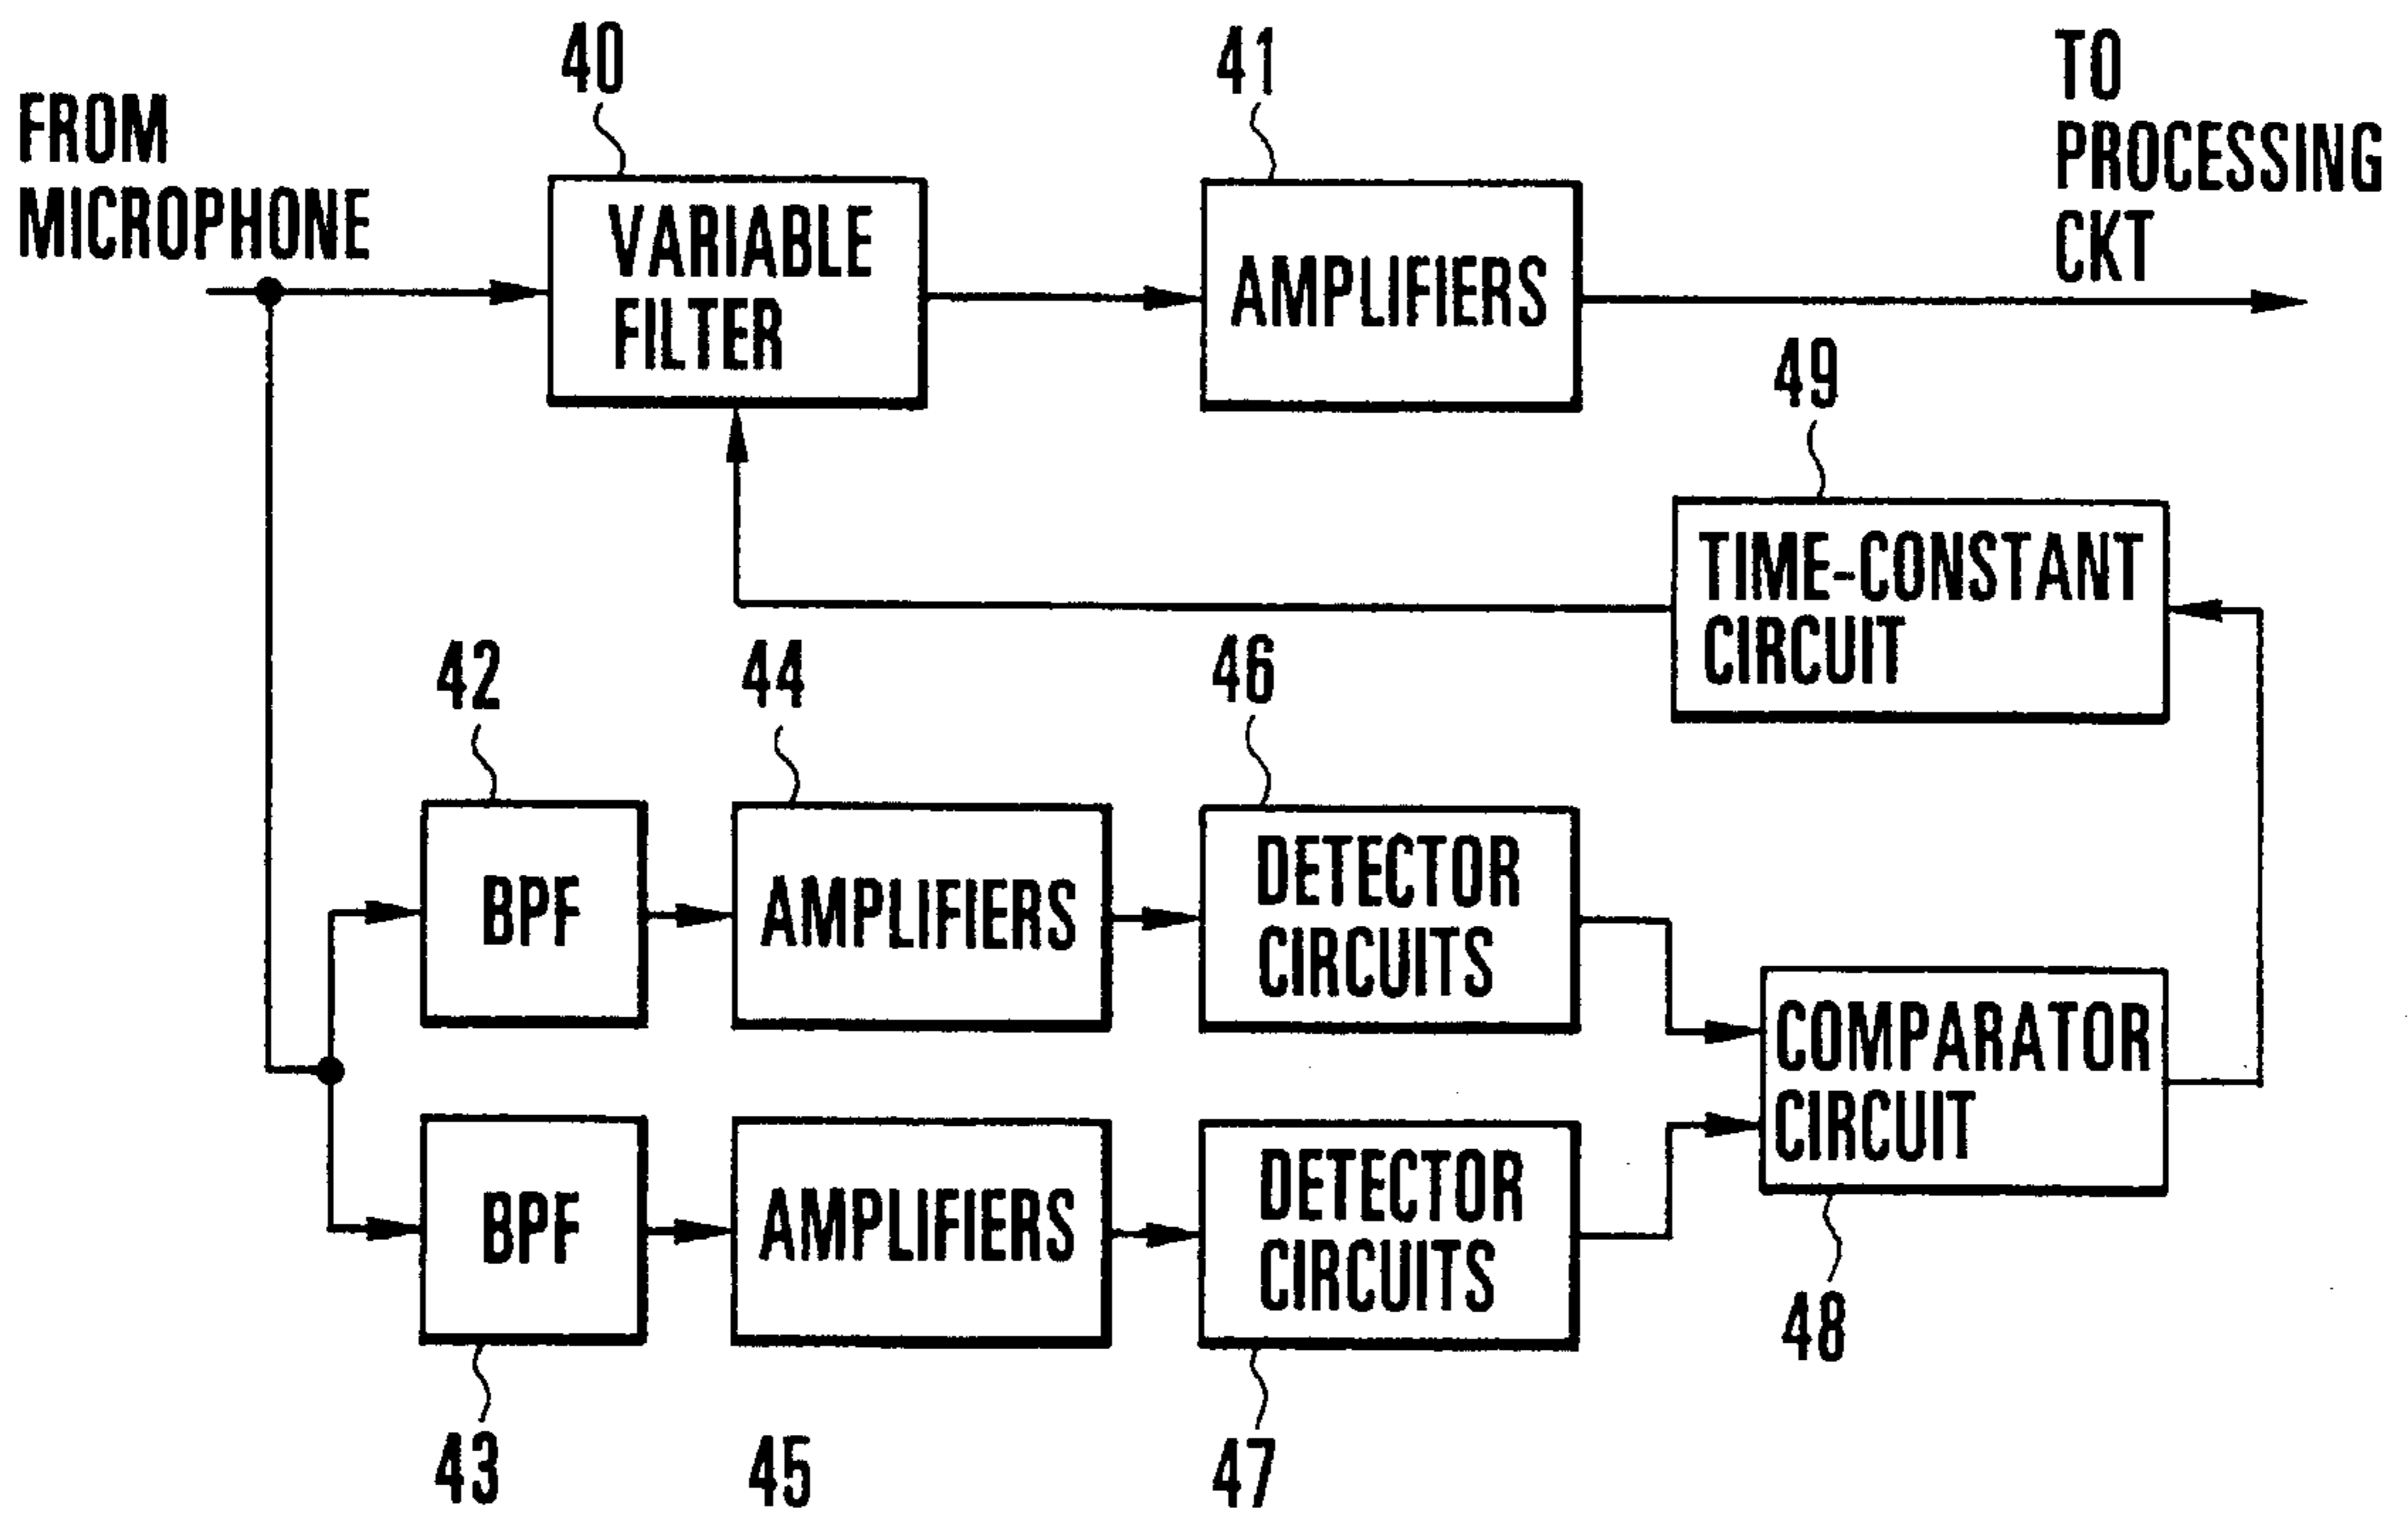 FROM
MICROPHONE
40
VARIABLE
FILTER
41
AMPLIFIERS
TO
PROCESSING
CKT
49
TIME-CONSTANT
CIRCUIT
42
BPF
44
AMPLIFIERS
46
DETECTOR
CIRCUITS
COMPARATOR
CIRCUIT
48
BPF
43
AMPLIFIERS
45
DETECTOR
CIRCUITS
47